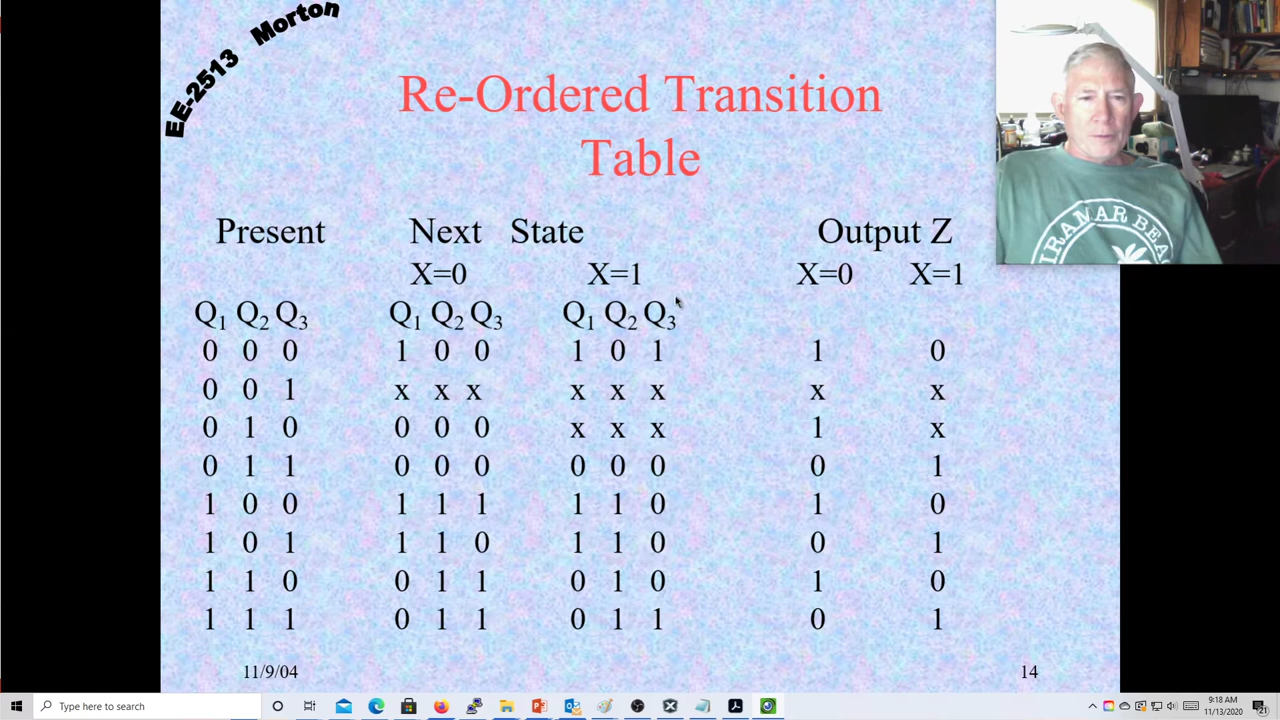 EE-2513 Morton
Re-Ordered Transition
Table
Present Next State Output Z
X=0 X=1 X=0 X=1
Q1 Q2 Q3 Q1 Q2 Q3 Q1 Q2 Q3
0 0 0 1 0 0 1 0 1 1 0
0 0 1 x x x x x x x x
0 1 0 0 0 0 x x x 1 x
0 1 1 0 0 0 0 0 0 0 1
1 0 0 1 1 1 1 1 0 1 0
1 0 1 1 1 0 1 1 0 0 1
1 1 0 0 1 1 0 1 0 1 0
1 1 1 0 1 1 0 1 1 0 1
11/9/04 14
Type here to search
9:18 AM
11/13/2020